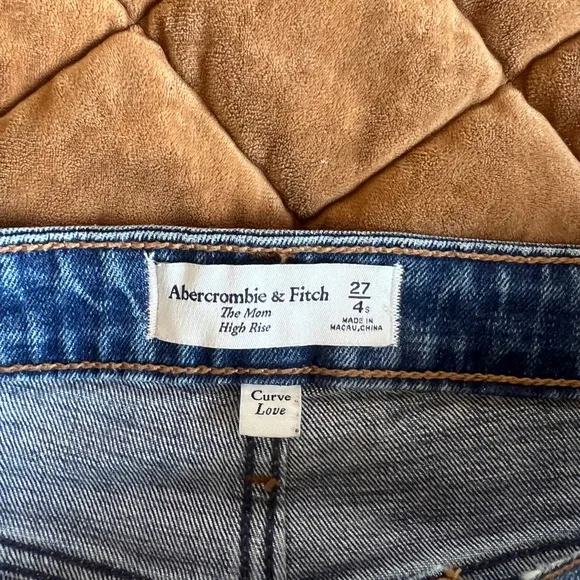 Abercrombie & Fitch
The Mom
High Rise
27
4s
MADE IN
MACAU,CHINA
Curve
Love